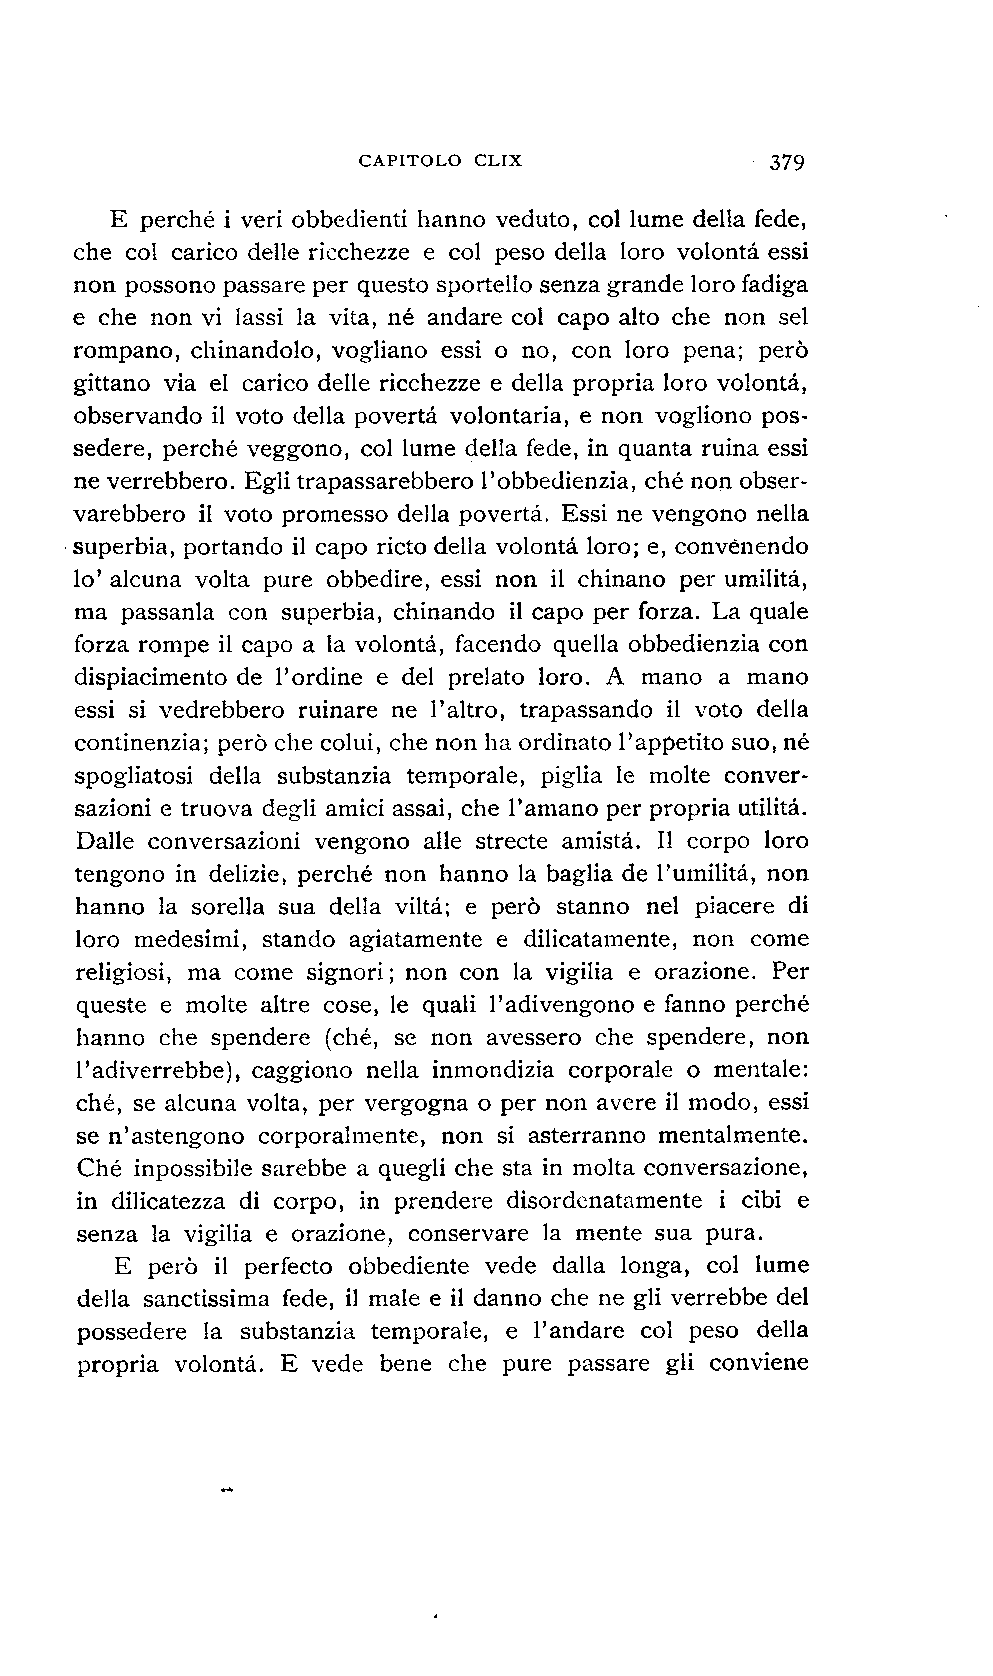 CAPITOLO CLIX 379
E perché i veri obbedienti hanno veduto, col lume della fede,
che col carico delle ricchezze e col peso della loro volontá essi
non possono passare per questo sportello senza grande loro fadiga
e che non vi lassi la vita, né andare col capo alto che non sel
rompano, chinandolo, vogliano essi o no, con loro pena; però
gittano via el carico delle ricchezze e della propria loro volontá,
observando il voto della povertá volontaria, e non vogliono pos-
sedere, perché veggono, col lume della fede, in quanta ruina essi
ne verrebbero. Egli trapassarebbero l'obbedienzia, ché non obser-
varebbero il voto promesso della povertá. Essi ne vengono nella
superbia, portando il capo ricto della volontá loro; e, convenendo
lo' alcuna volta pure obbedire, essi non il chinano per umilitá,
ma passanla con superbia, chinando il capo per forza. La quale
forza rompe il capo a la volontá, facendo quella obbedienzia con
dispiacimento de l'ordine e del prelato loro. A mano a mano
essi si vedrebbero ruinare ne l'altro, trapassando il voto della
continenzia; però che colui, che non ha ordinato l'appetito suo, né
spogliatosi della substanzia temporale, piglia le molte conver-
sazioni e truova degli amici assai, che l'amano per propria utilitá.
Dalle conversazioni vengono alle strecte amistá. Il corpo loro
tengono in delizie, perché non hanno la baglia de l'umilitá, non
hanno la sorella sua della viltá; e però stanno nel piacere di
loro medesimi, stando agiatamente e dilicatamente, non come
religiosi, ma come signori; non con la vigilia e orazione. Per
queste e molte altre cose, le quali l'adivengono e fanno perché
hanno che spendere (ché, se non avessero che spendere, non
l'adiverrebbe), caggiono nella inmondizia corporale o mentale:
ché, se alcuna volta, per vergogna o per non avere il modo, essi
se n'astengono corporalmente, non si asterranno mentalmente.
Ché inpossibile sarebbe a quegli che sta in molta conversazione,
in dilicatezza di corpo, in prendere disordenatamente i cibi e
senza la vigilia e orazione, conservare la mente sua pura.
E però il perfecto obbediente vede dalla longa, col lume
della sanctissima fede, il male e il danno che ne gli verrebbe del
possedere la substanzia temporale, e l'andare col peso della
propria volontá. E vede bene che pure passare gli conviene